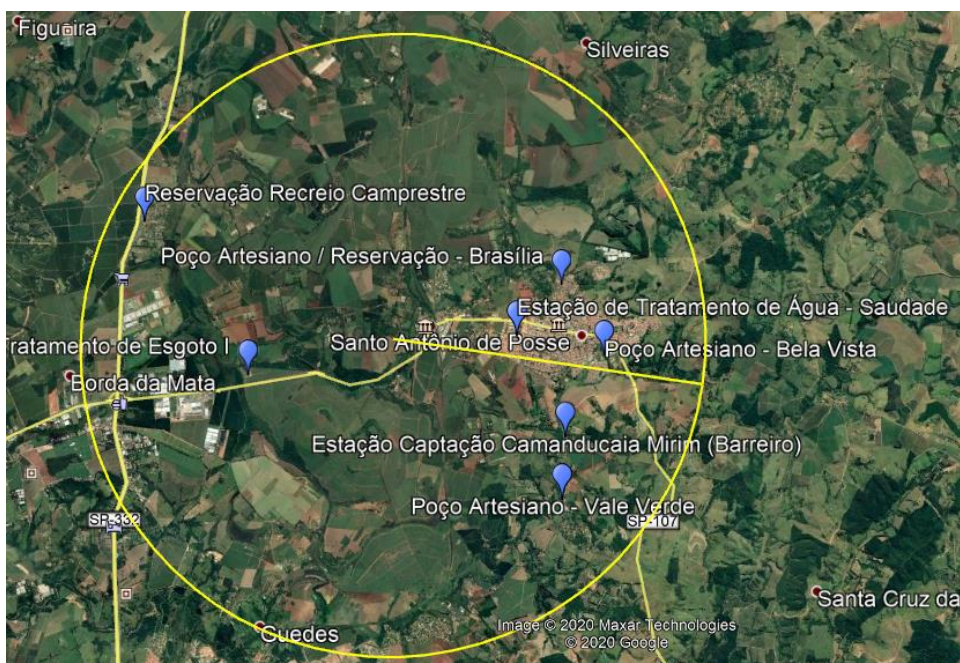 Figueira
Silveiras
Reservação Recreio Camprestre
Poço Artesiano / Reservação - Brasília
Estação de Tratamento de Água - Saudade
Santo Antônio de Posse
Tratamento de Esgoto I
Poço Artesiano - Bela Vista
Borda da Mata
Estação Captação Camanducaia Mirim (Barreiro)
Poço Artesiano - Vale Verde
SP-332
SP-107
Santa Cruz da
Guedes
Image © 2020 Maxar Technologies
© 2020 Google